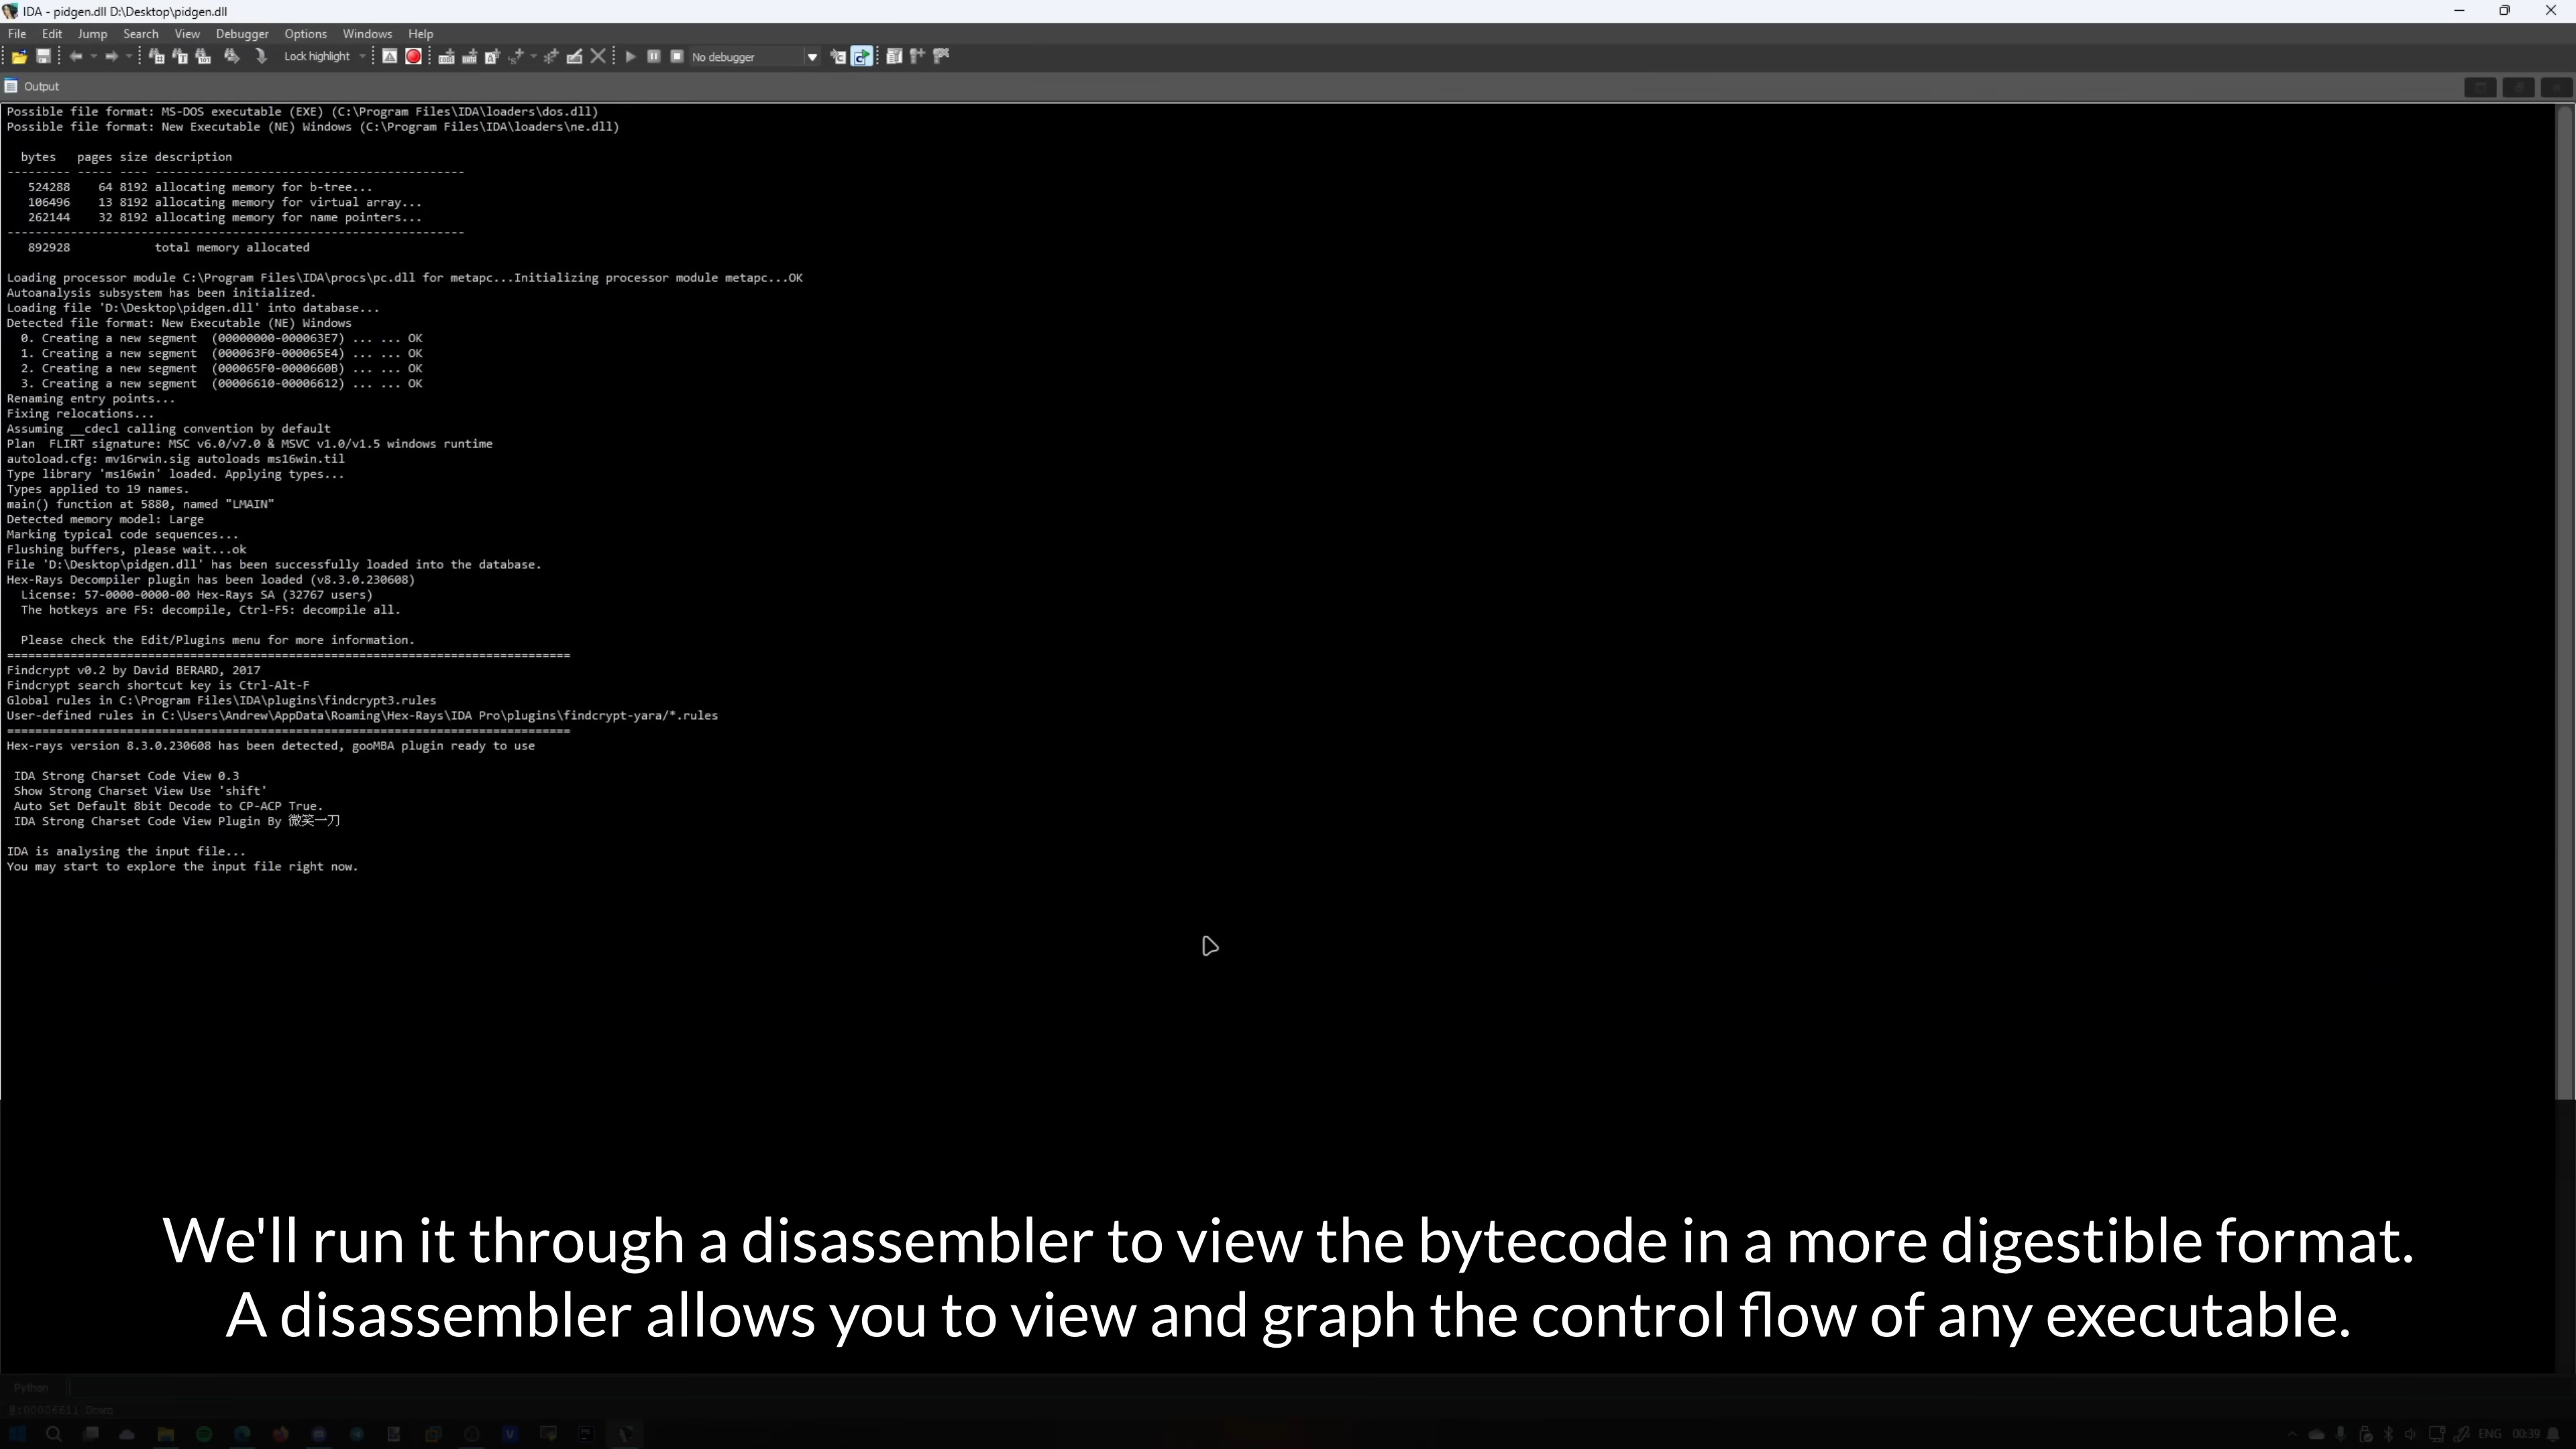 IDA - pidgen.dll D:\Desktop\pidgen.dll
File Edit Jump Search View Debugger Options Windows Help
Lock highlight No debugger
Output
Possible file format: MS-DOS executable (EXE) (C:\Program Files\IDA\loaders\dos.dll)
Possible file format: New Executable (NE) Windows (C:\Program Files\IDA\loaders\ne.dll)
bytes pages size description
--------- ----- ---- --------------------------------------------
524288 64 8192 allocating memory for b-tree...
106496 13 8192 allocating memory for virtual array...
262144 32 8192 allocating memory for name pointers...
-----------------------------------------------------------------
892928 total memory allocated
Loading processor module C:\Program Files\IDA\procs\pc.dll for metapc...Initializing processor module metapc...OK
Autoanalysis subsystem has been initialized.
Loading file 'D:\Desktop\pidgen.dll' into database...
Detected file format: New Executable (NE) Windows
0. Creating a new segment (00000000-000063E7) ... ... OK
1. Creating a new segment (000063F0-000065E4) ... ... OK
2. Creating a new segment (000065F0-0000660B) ... ... OK
3. Creating a new segment (00006610-00006612) ... ... OK
Renaming entry points...
Fixing relocations...
Assuming __cdecl calling convention by default
Plan FLIRT signature: MSC v6.0/v7.0 & MSVC v1.0/v1.5 windows runtime
autoload.cfg: mv16rwin.sig autoloads ms16win.til
Type library 'ms16win' loaded. Applying types...
Types applied to 19 names.
main() function at 5880, named "LMAIN"
Detected memory model: Large
Marking typical code sequences...
Flushing buffers, please wait...ok
File 'D:\Desktop\pidgen.dll' has been successfully loaded into the database.
Hex-Rays Decompiler plugin has been loaded (v8.3.0.230608)
License: 57-0000-0000-00 Hex-Rays SA (32767 users)
The hotkeys are F5: decompile, Ctrl-F5: decompile all.
Please check the Edit/Plugins menu for more information.
================================================================================
Findcrypt v0.2 by David BERARD, 2017
Findcrypt search shortcut key is Ctrl-Alt-F
Global rules in C:\Program Files\IDA\plugins\findcrypt3.rules
User-defined rules in C:\Users\Andrew\AppData\Roaming\Hex-Rays\IDA Pro\plugins\findcrypt-yara/*.rules
================================================================================
Hex-rays version 8.3.0.230608 has been detected, gooMBA plugin ready to use
IDA Strong Charset Code View 0.3
Show Strong Charset View Use 'shift'
Auto Set Default 8bit Decode to CP-ACP True.
IDA Strong Charset Code View Plugin By 微笑一刀
IDA is analysing the input file...
You may start to explore the input file right now.
We'll run it through a disassembler to view the bytecode in a more digestible format.
A disassembler allows you to view and graph the control flow of any executable.
Python
ENG 00:39